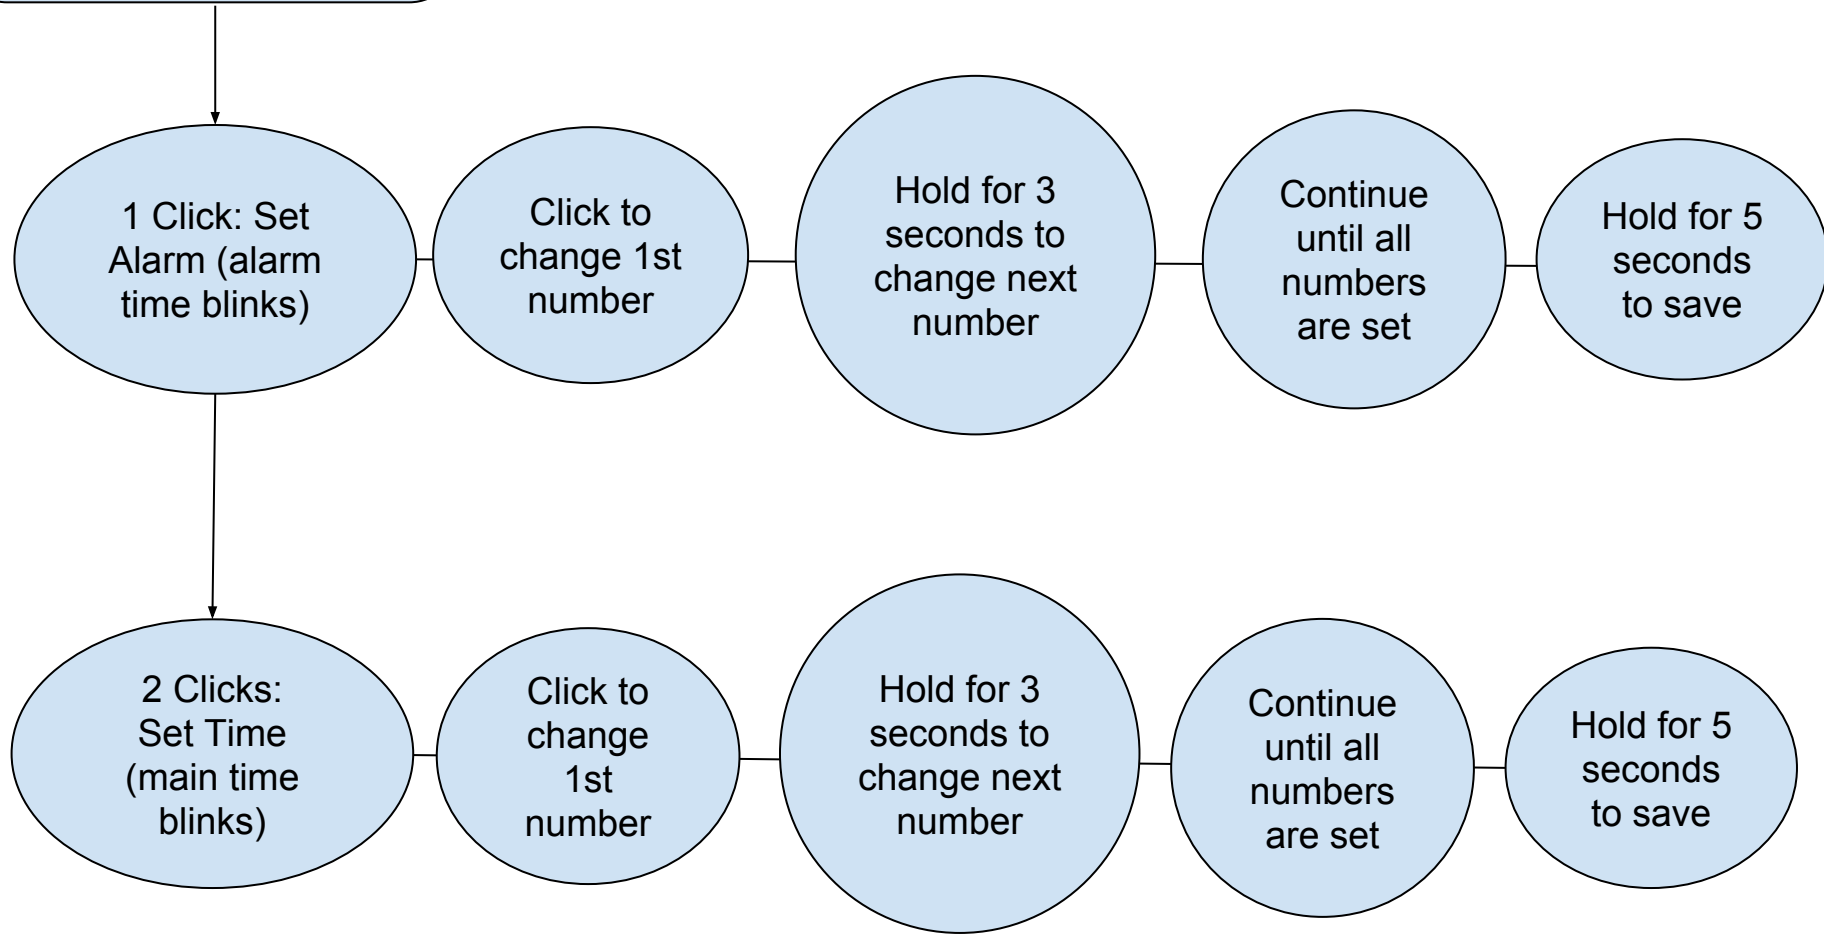 1 Click: Set
Alarm (alarm
time blinks)
Click to
change 1st
number
Hold for 3
seconds to
change next
number
Continue
until all
numbers
are set
Hold for 5
seconds
to save
2 Clicks:
Set Time
(main time
blinks)
Click to
change
1st
number
Hold for 3
seconds to
change next
number
Continue
until all
numbers
are set
Hold for 5
seconds
to save